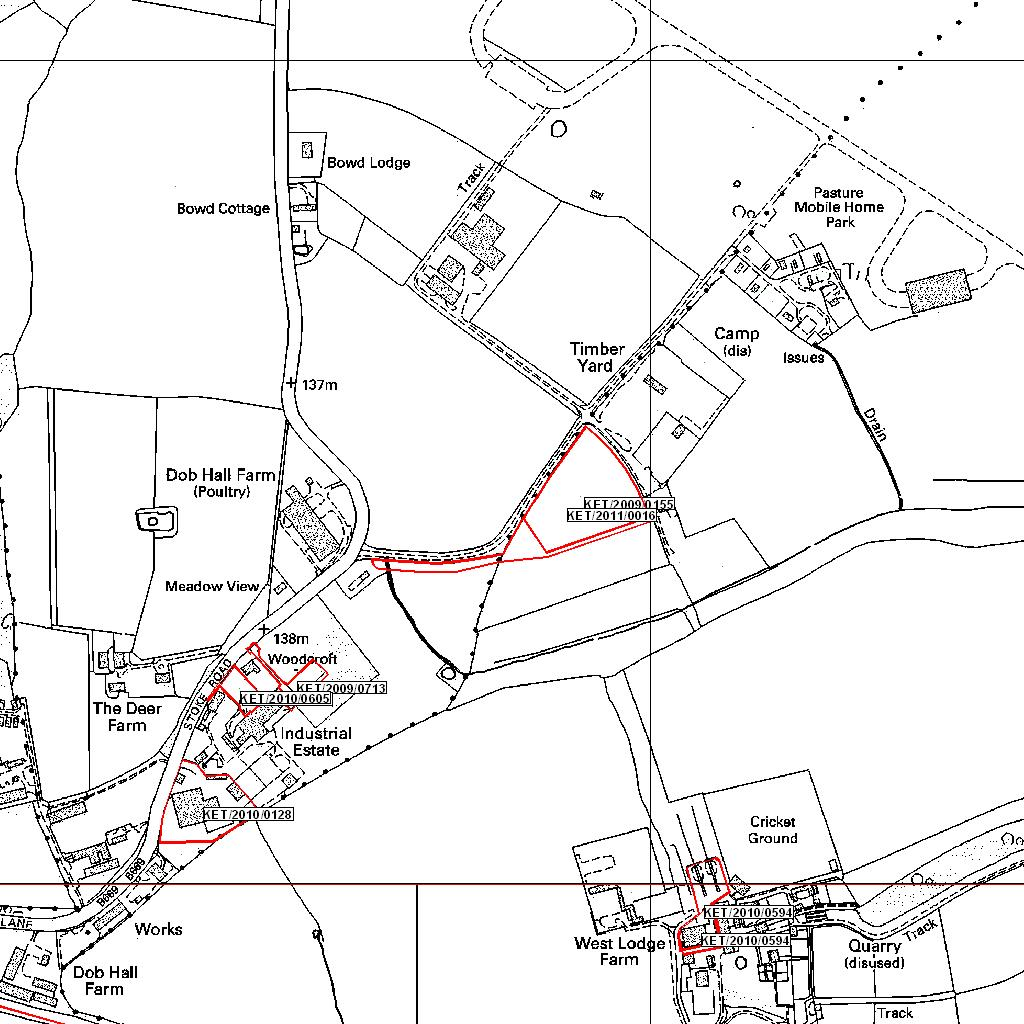 Bowd Lodge
Track
Bowd Cottage
Pasture
Mobile Home
Park
Timber
Yard
Camp
(dis)
Issues
137m
Drain
Dob Hall Farm
(Poultry)
KET/2009/0155
KET/2011/0016
Meadow View
138m
Woodcroft
STOKE ROAD
KET/2009/0713
KET/2010/0605
The Deer
Farm
Industrial
Estate
KET/2010/0128
Cricket
Ground
B669
B669
LANE
Works
KET/2010/0594
KET/2010/0594
West Lodge
Farm
Quarry
(disused)
Track
Dob Hall
Farm
Track